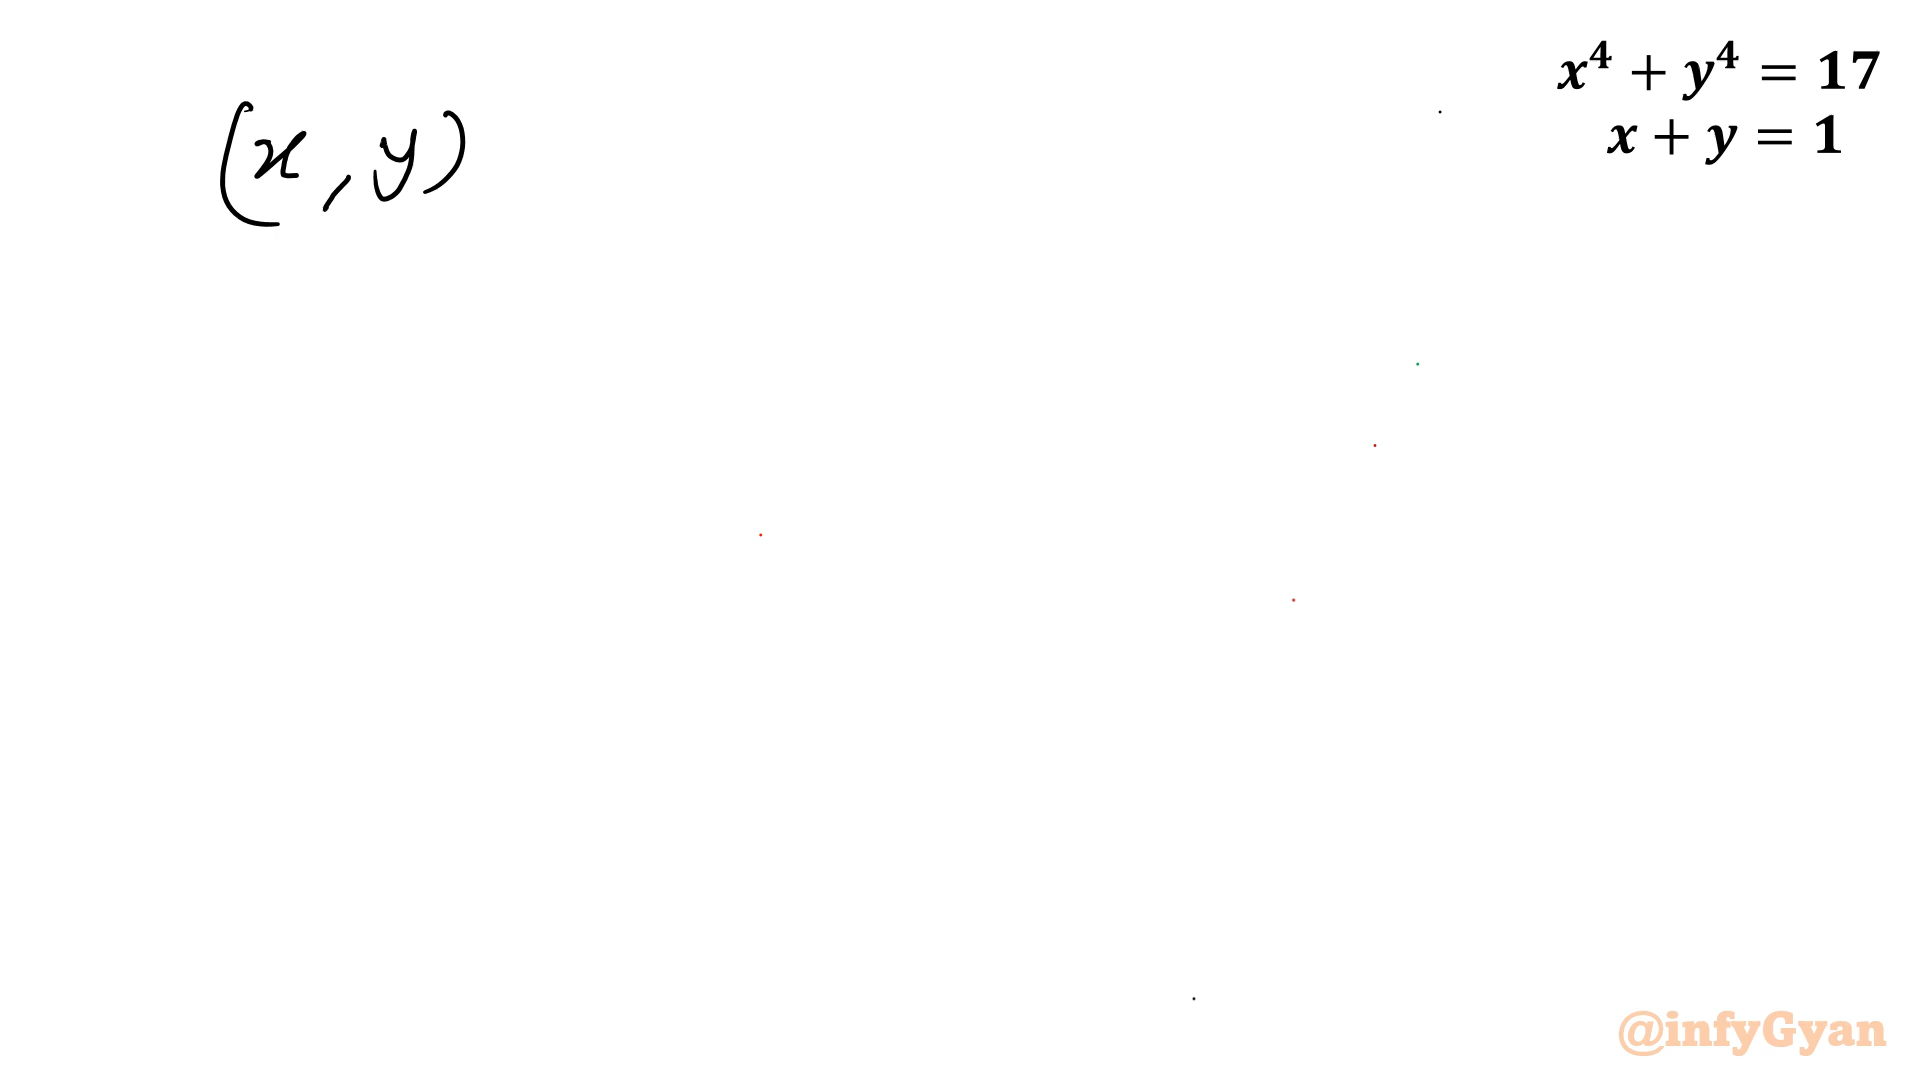 x⁴ + y⁴ = 17
x + y = 1
(x, y)
@infyGyan